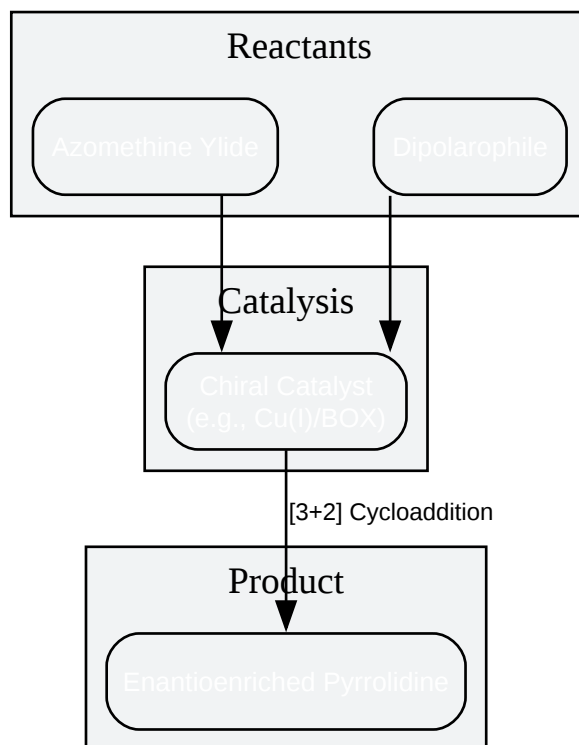 Reactants
Azomethine Ylide
Dipolarophile
Catalysis
Chiral Catalyst
(e.g., Cu(I)/BOX)
[3+2] Cycloaddition
Product
Enantioenriched Pyrrolidine